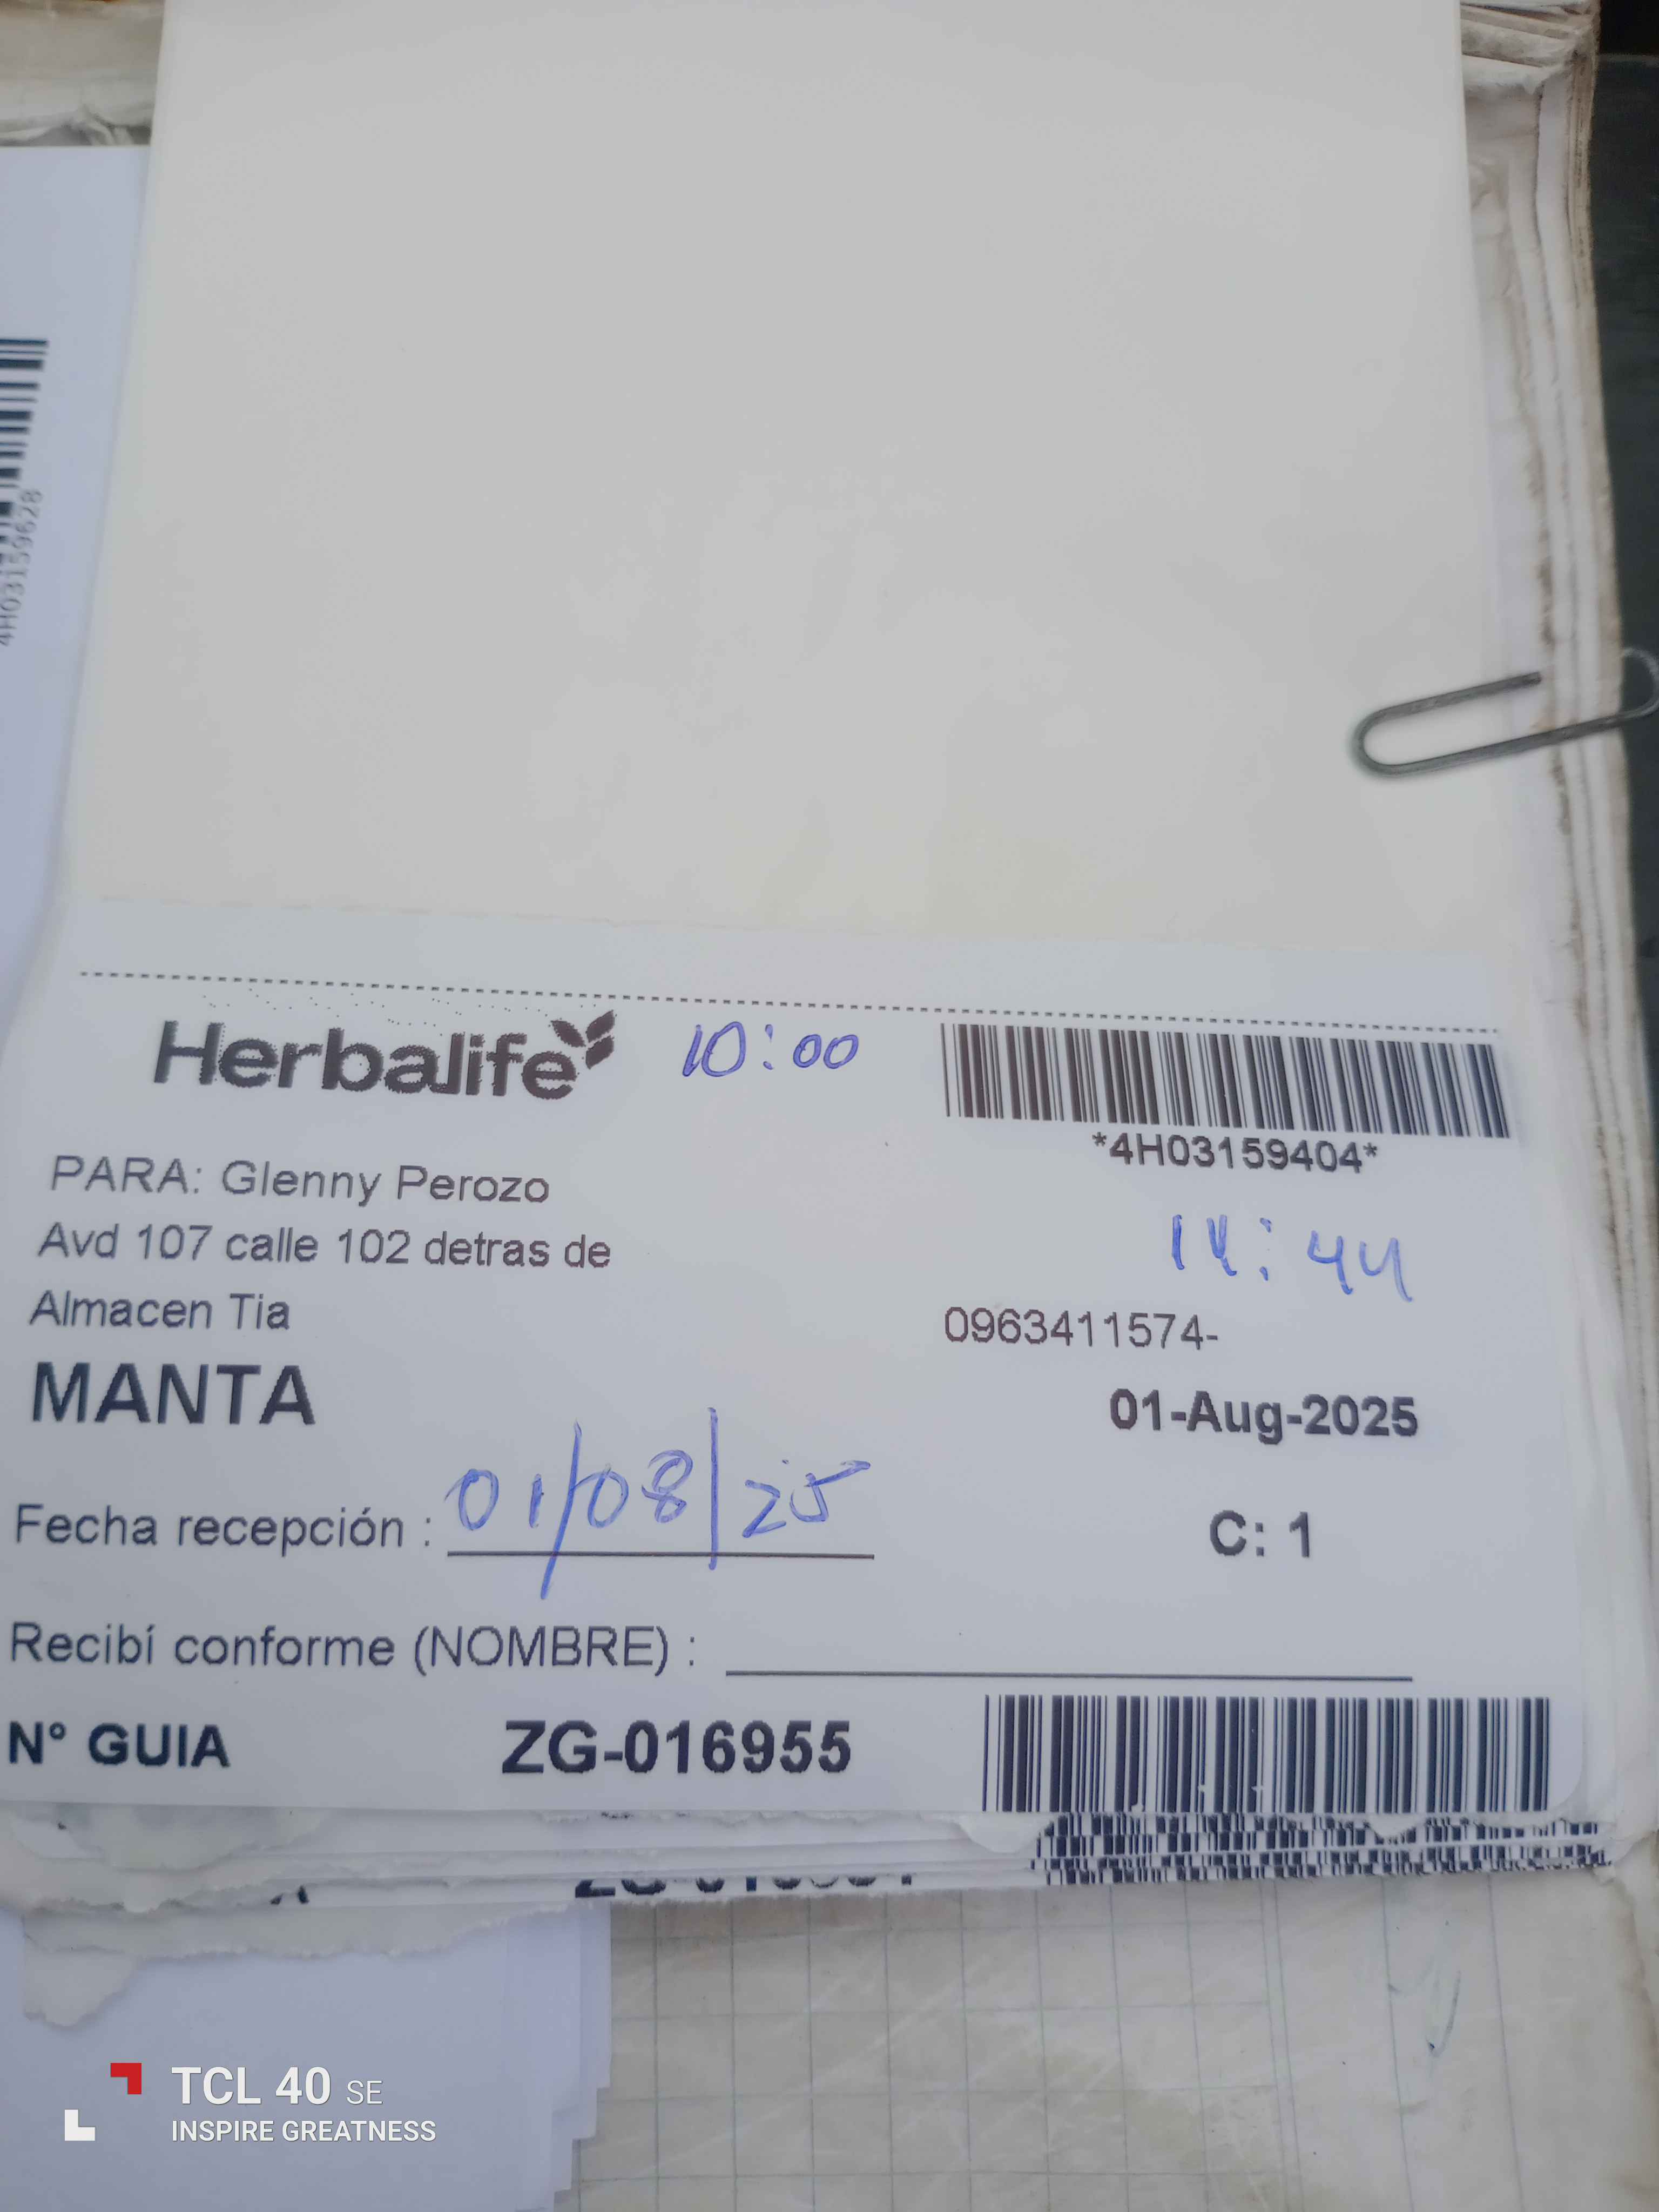 4H03159628
Herbalife 10:00
*4H03159404*
PARA: Glenny Perozo
Avd 107 calle 102 detras de
14:44
Almacen Tia
0963411574-
MANTA
01-Aug-2025
Fecha recepción : 01/08/25
C: 1
Recibí conforme (NOMBRE) :
N° GUIA ZG-016955
TCL 40 SE
INSPIRE GREATNESS